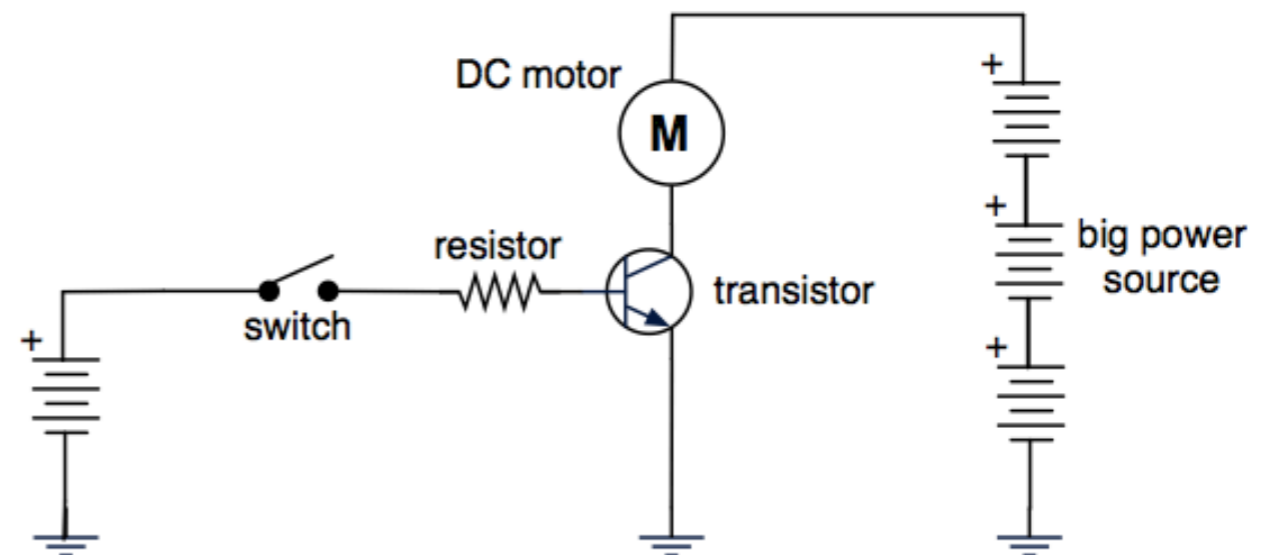 DC motor
M
+
+
resistor
big power
source
transistor
switch
+
+